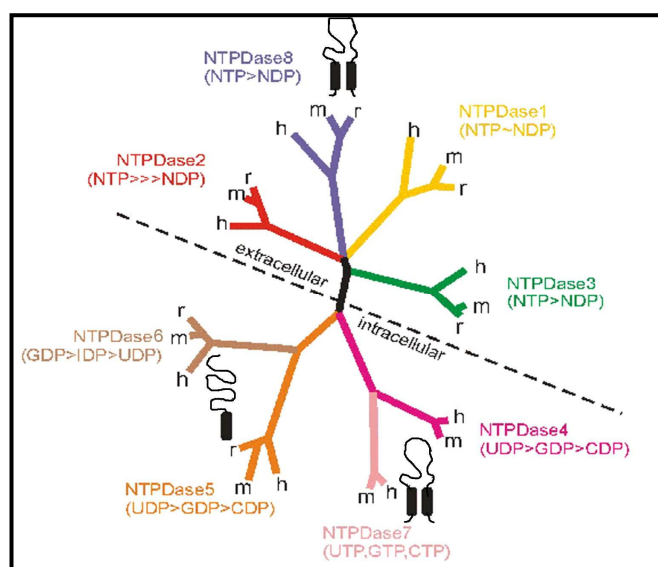 NTPDase8
(NTP>NDP)
m
r
h
NTPDase1
(NTP~NDP)
h
m
r
NTPDase2
(NTP>>>NDP)
r
m
h
extracellular
intracellular
h
m
r
NTPDase3
(NTP>NDP)
r
m
h
NTPDase6
(GDP>IDP>UDP)
h
m
NTPDase4
(UDP>GDP>CDP)
r
m
h
NTPDase5
(UDP>GDP>CDP)
m
h
NTPDase7
(UTP,GTP,CTP)